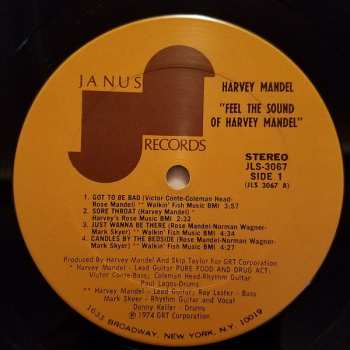 JANUS
RECORDS
HARVEY MANDEL
"FEEL THE SOUND
OF HARVEY MANDEL"
STEREO
JLS-3067
SIDE 1
(JLS 3067 A)
1. GOT TO BE BAD (Victor Conte-Coleman Head-
Rose Mandel) ** Walkin' Fish Music BMI 3:57
2. SORE THROAT (Harvey Mandel) *
Harvey's Rose Music BMI 5:32
3. JUST WANNA BE THERE (Rose Mandel-Norman Wagner-
Mark Skyer) ** Walkin' Fish Music BMI 4:34
4. CANDLES BY THE BEDSIDE (Rose Mandel-Norman Wagner-
Mark Skyer) ** Walkin' Fish Music BMI 4:27
Produced By Harvey Mandel And Skip Taylor For GRT Corporation
* Harvey Mandel - Lead Guitar PURE FOOD AND DRUG ACT:
Victor Conte-Bass; Coleman Head-Rhythm Guitar
Paul Lagos-Drums
** Harvey Mandel - Lead Guitar; Ray Lester - Bass
Mark Skyer - Rhythm Guitar and Vocal
Danny Keller - Drums
℗ 1974 GRT Corporation
1633 BROADWAY, NEW YORK, N.Y. 10019